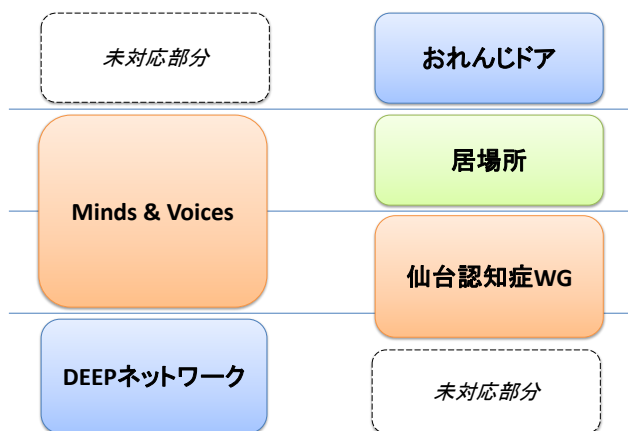 未対応部分
おれんじドア
Minds & Voices
居場所
仙台認知症WG
DEEPネットワーク
未対応部分